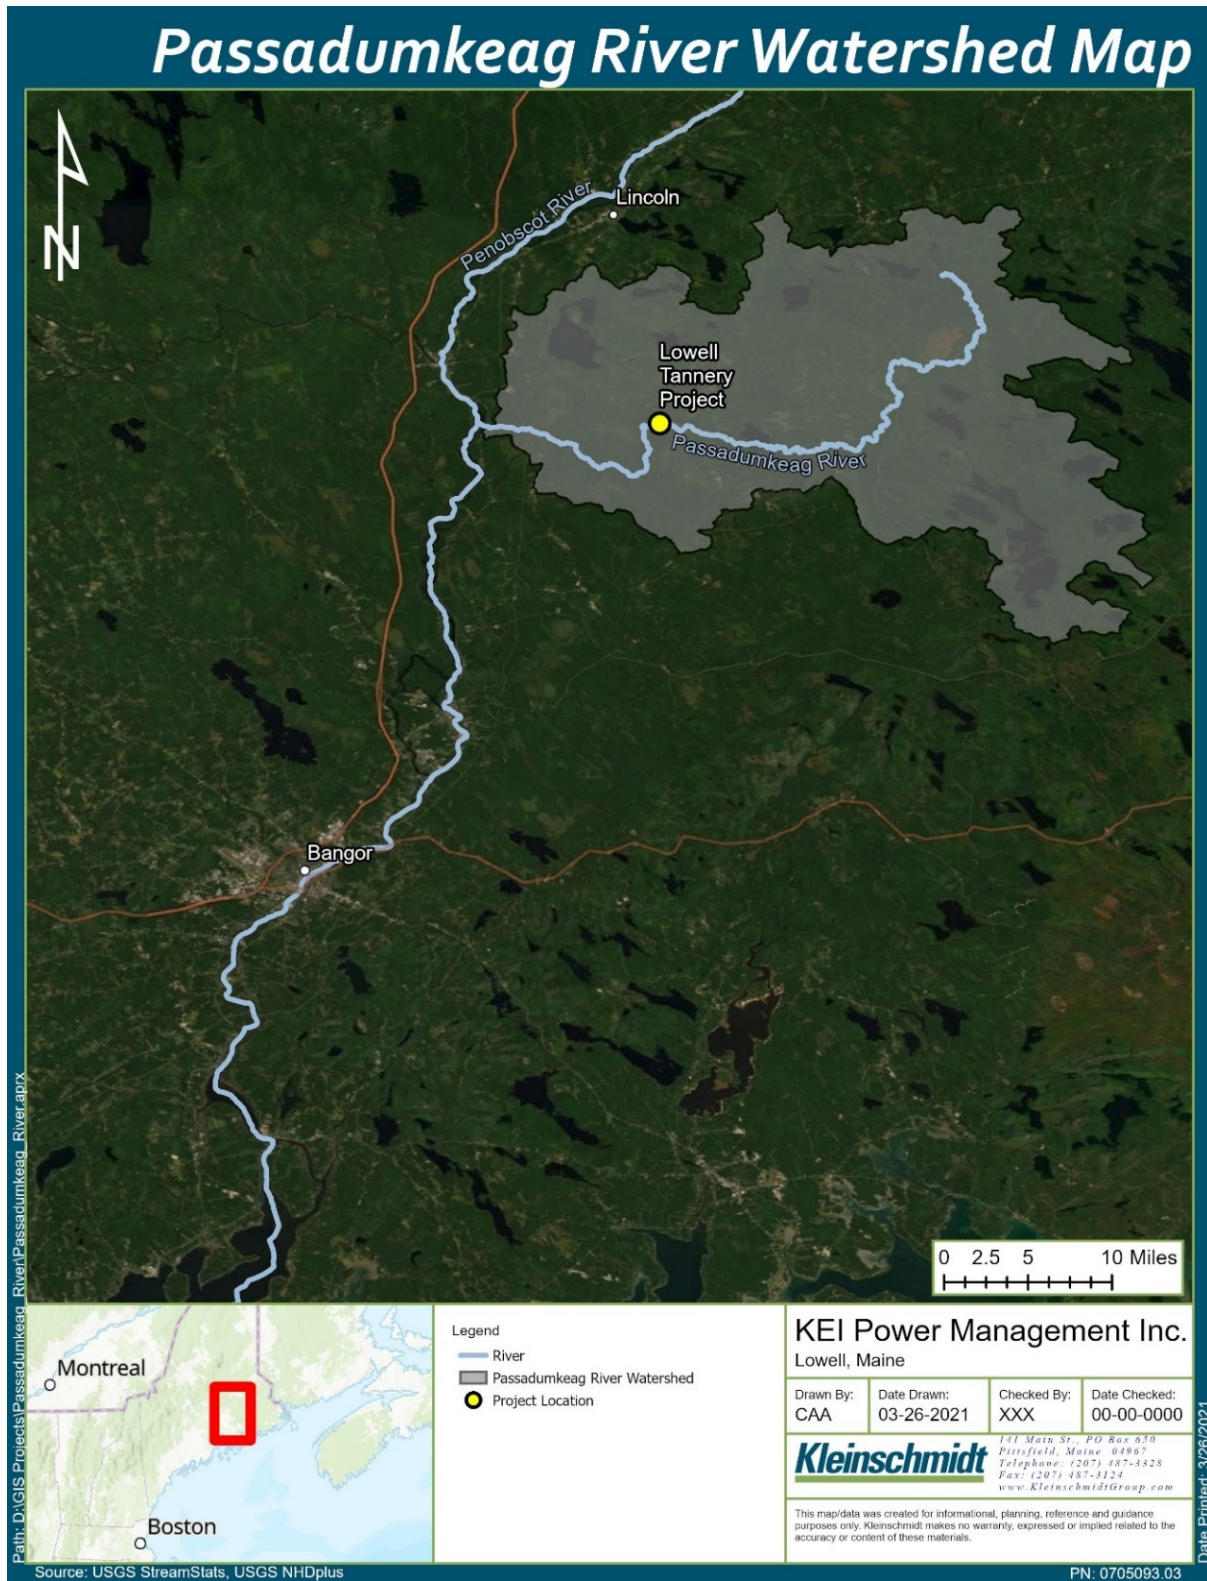 Passadumkeag River Watershed Map
N
Penobscot River
Lincoln
Lowell
Tannery
Project
Passadumkeag River
Bangor
0 2.5 5 10 Miles
Montreal
Boston
Legend
River
Passadumkeag River Watershed
Project Location
KEI Power Management Inc.
Lowell, Maine
Drawn By:
CAA
Date Drawn:
03-26-2021
Checked By:
XXX
Date Checked:
00-00-0000
Kleinschmidt
141 Main St., PO Box 650
Pittsfield, Maine 04967
Telephone: (207) 487-3328
Fax: (207) 487-3124
www.KleinschmidtGroup.com
This map/data was created for informational, planning, reference and guidance
purposes only. Kleinschmidt makes no warranty, expressed or implied related to the
accuracy or content of these materials.
Path: D:\GIS Projects\Passadumkeag_River\Passadumkeag_River.aprx
Date Printed: 3/26/2021
Source: USGS StreamStats, USGS NHDplus
PN: 0705093.03